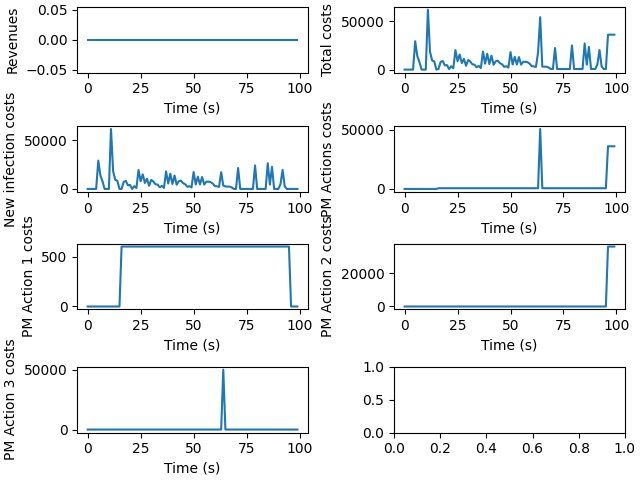 Revenues
0.05
0.00
−0.05
0 25 50 75 100
Time (s)
Total costs
50000
0
0 25 50 75 100
Time (s)
New infection costs
50000
0
0 25 50 75 100
Time (s)
PM Actions costs
50000
0
0 25 50 75 100
Time (s)
PM Action 1 costs
500
0
0 25 50 75 100
Time (s)
PM Action 2 costs
20000
0
0 25 50 75 100
Time (s)
PM Action 3 costs
50000
0
0 25 50 75 100
Time (s)
1.0
0.5
0.0
0.0 0.2 0.4 0.6 0.8 1.0